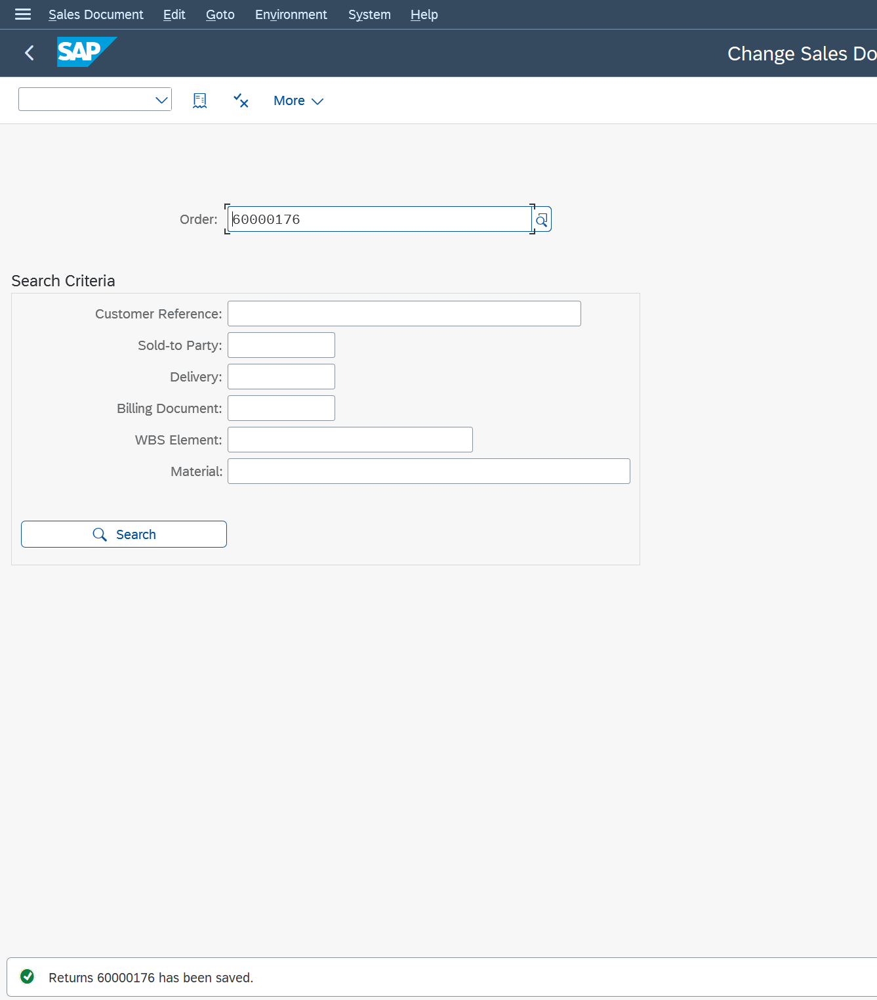 Sales Document Edit Goto Environment System Help
SAP
Change Sales Do
More
Order: 60000176
Search Criteria
Customer Reference:
Sold-to Party:
Delivery:
Billing Document:
WBS Element:
Material:
Search
Returns 60000176 has been saved.